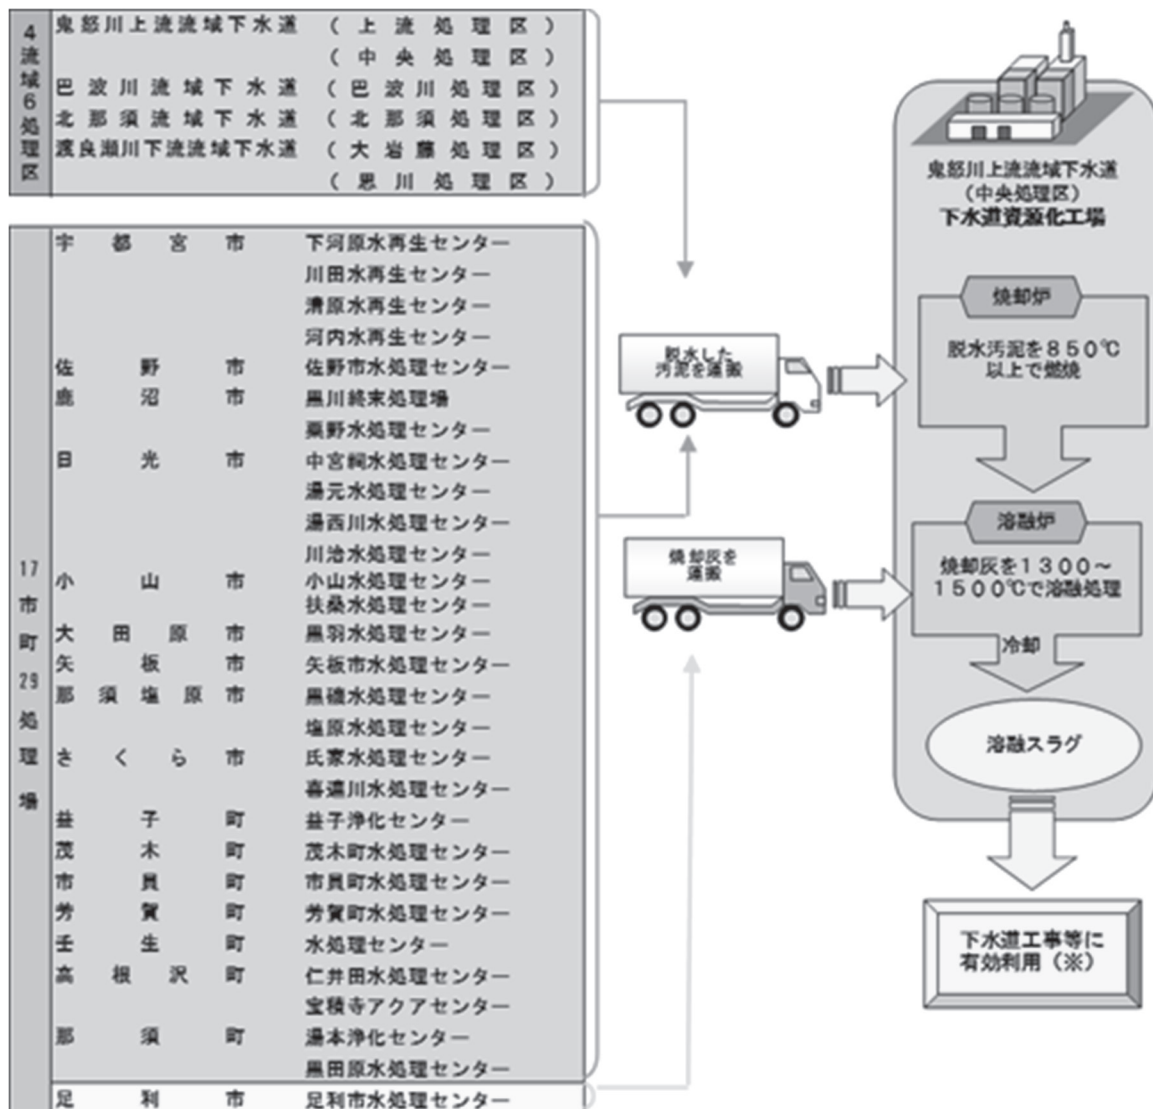 4流域6処理区
鬼怒川上流流域下水道 (上流処理区)
(中央処理区)
巴波川流域下水道 (巴波川処理区)
北那須流域下水道 (北那須処理区)
渡良瀬川下流流域下水道 (大岩藤処理区)
(思川処理区)
17市町29処理場
宇都宮市 下河原水再生センター
川田水再生センター
清原水再生センター
河内水再生センター
佐野市 佐野市水処理センター
鹿沼市 黒川終末処理場
粟野水処理センター
日光市 中宮祠水処理センター
湯元水処理センター
湯西川水処理センター
川治水処理センター
小山市 小山水処理センター
扶桑水処理センター
大田原市 黒羽水処理センター
矢板市 矢板市水処理センター
那須塩原市 黒磯水処理センター
塩原水処理センター
さくら市 氏家水処理センター
喜連川水処理センター
益子町 益子浄化センター
茂木町 茂木町水処理センター
市貝町 市貝町水処理センター
芳賀町 芳賀町水処理センター
壬生町 水処理センター
高根沢町 仁井田水処理センター
宝積寺アクアセンター
那須町 湯本浄化センター
黒田原水処理センター
足利市 足利市水処理センター
脱水した
汚泥を運搬
焼却灰を
運搬
鬼怒川上流流域下水道
(中央処理区)
下水道資源化工場
焼却炉
脱水汚泥を850℃
以上で燃焼
溶融炉
焼却灰を1300~
1500℃で溶融処理
冷却
溶融スラグ
下水道工事等に
有効利用(※)